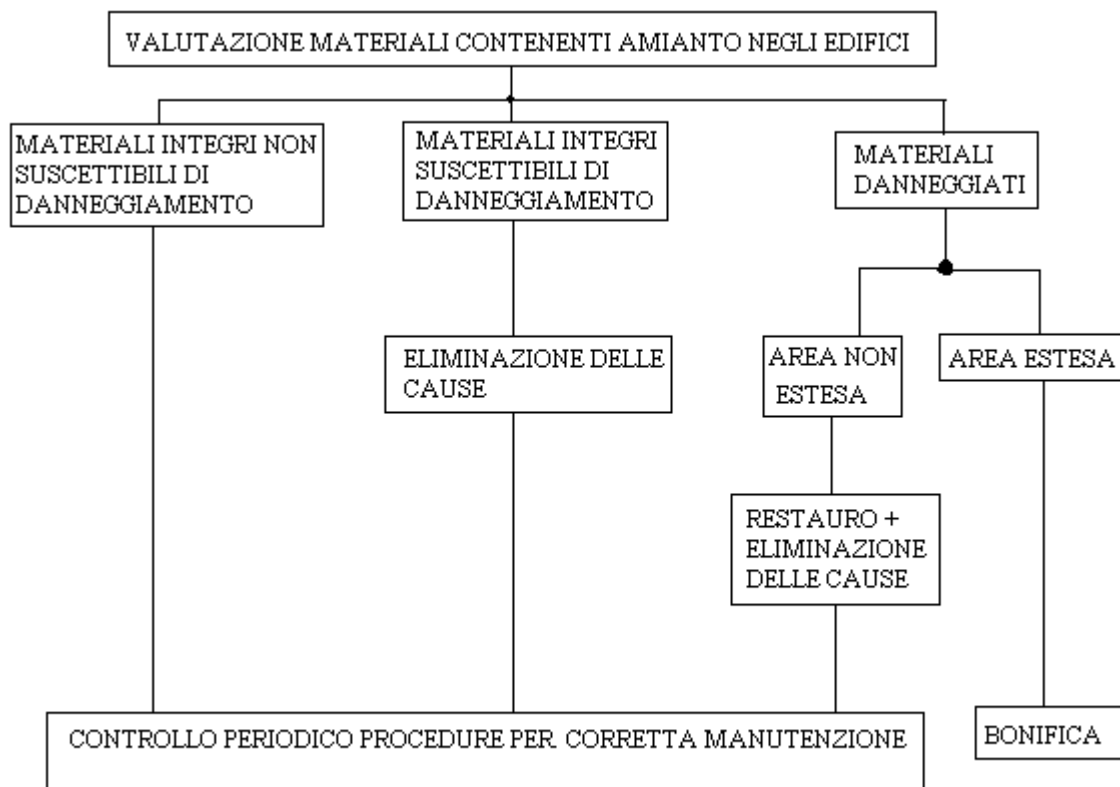 VALUTAZIONE MATERIALI CONTENENTI AMIANTO NEGLI EDIFICI
MATERIALI INTEGRI NON
SUSCETTIBILI DI
DANNEGGIAMENTO
MATERIALI INTEGRI
SUSCETTIBILI DI
DANNEGGIAMENTO
MATERIALI
DANNEGGIATI
ELIMINAZIONE DELLE
CAUSE
AREA NON
ESTESA
AREA ESTESA
RESTAURO +
ELIMINAZIONE
DELLE CAUSE
CONTROLLO PERIODICO PROCEDURE PER. CORRETTA MANUTENZIONE
BONIFICA